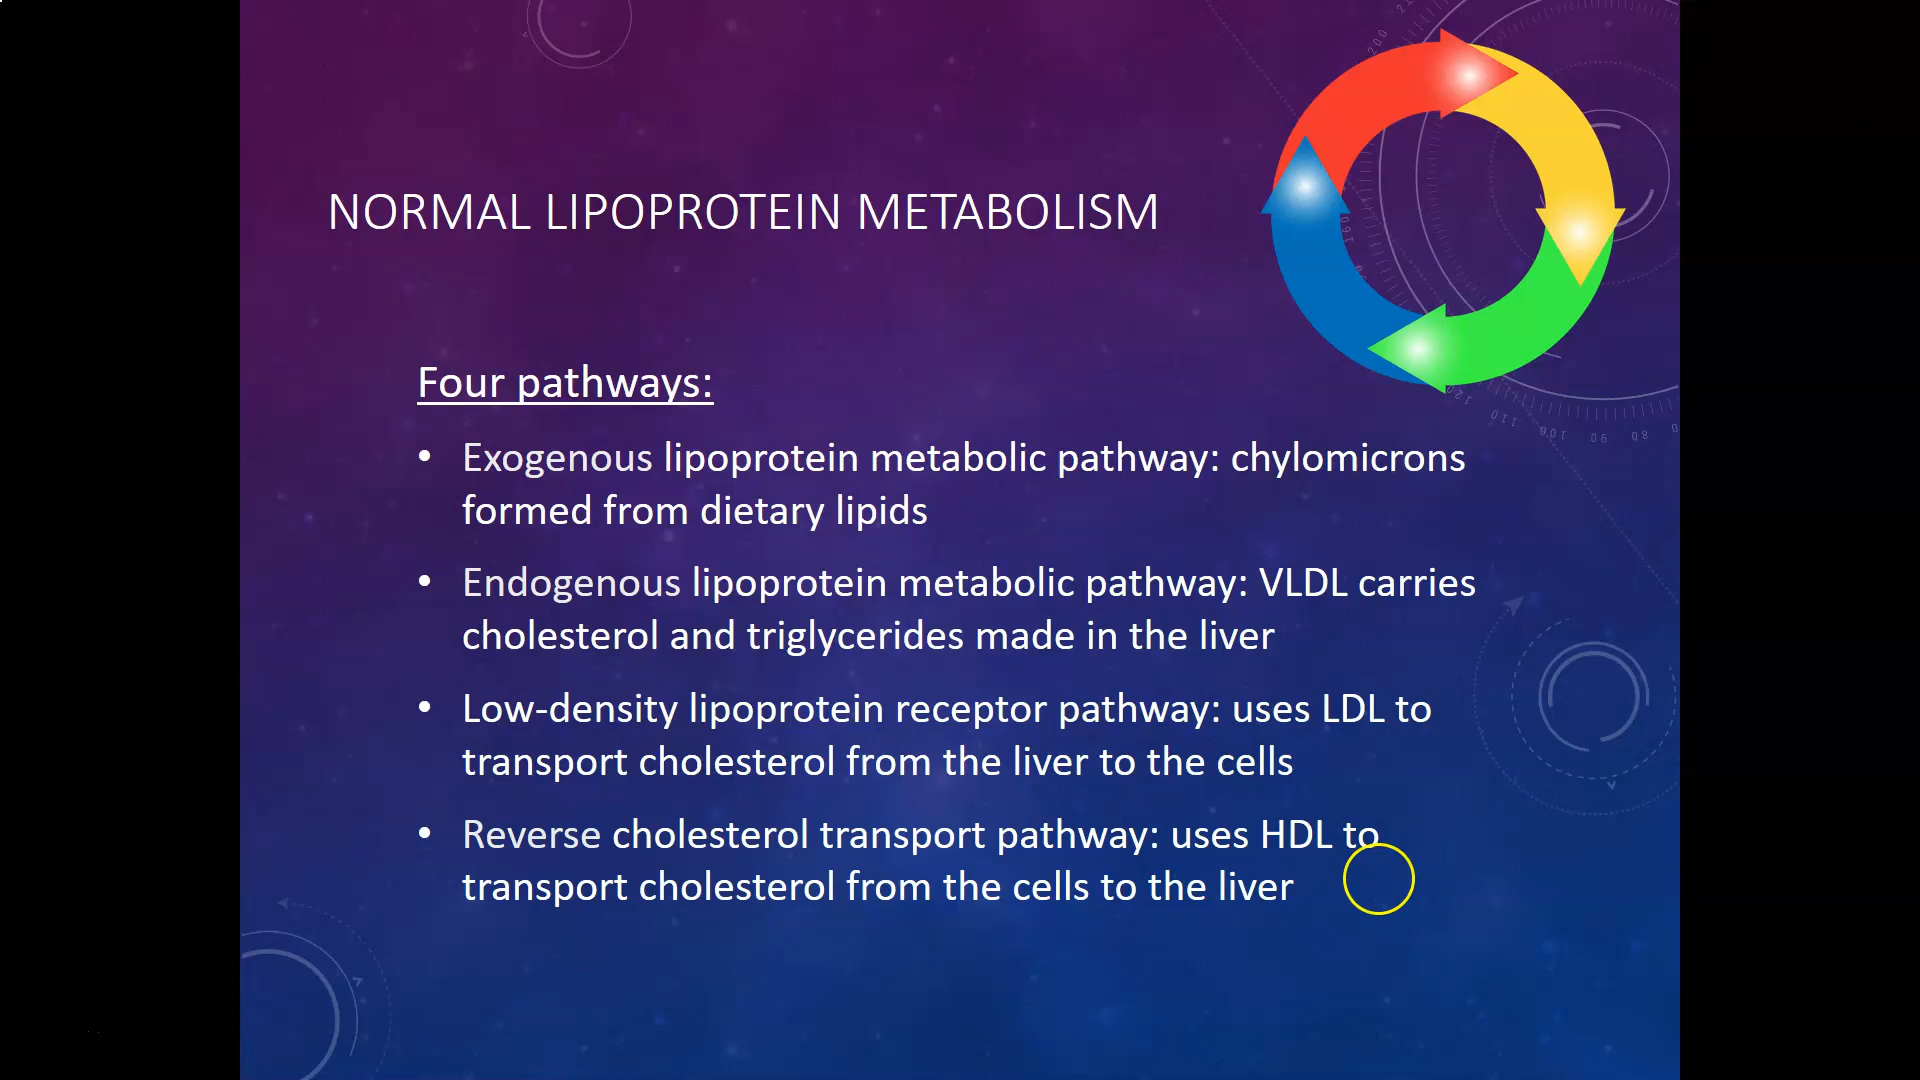 NORMAL LIPOPROTEIN METABOLISM
Four pathways:
• Exogenous lipoprotein metabolic pathway: chylomicrons
formed from dietary lipids
• Endogenous lipoprotein metabolic pathway: VLDL carries
cholesterol and triglycerides made in the liver
• Low-density lipoprotein receptor pathway: uses LDL to
transport cholesterol from the liver to the cells
• Reverse cholesterol transport pathway: uses HDL to
transport cholesterol from the cells to the liver